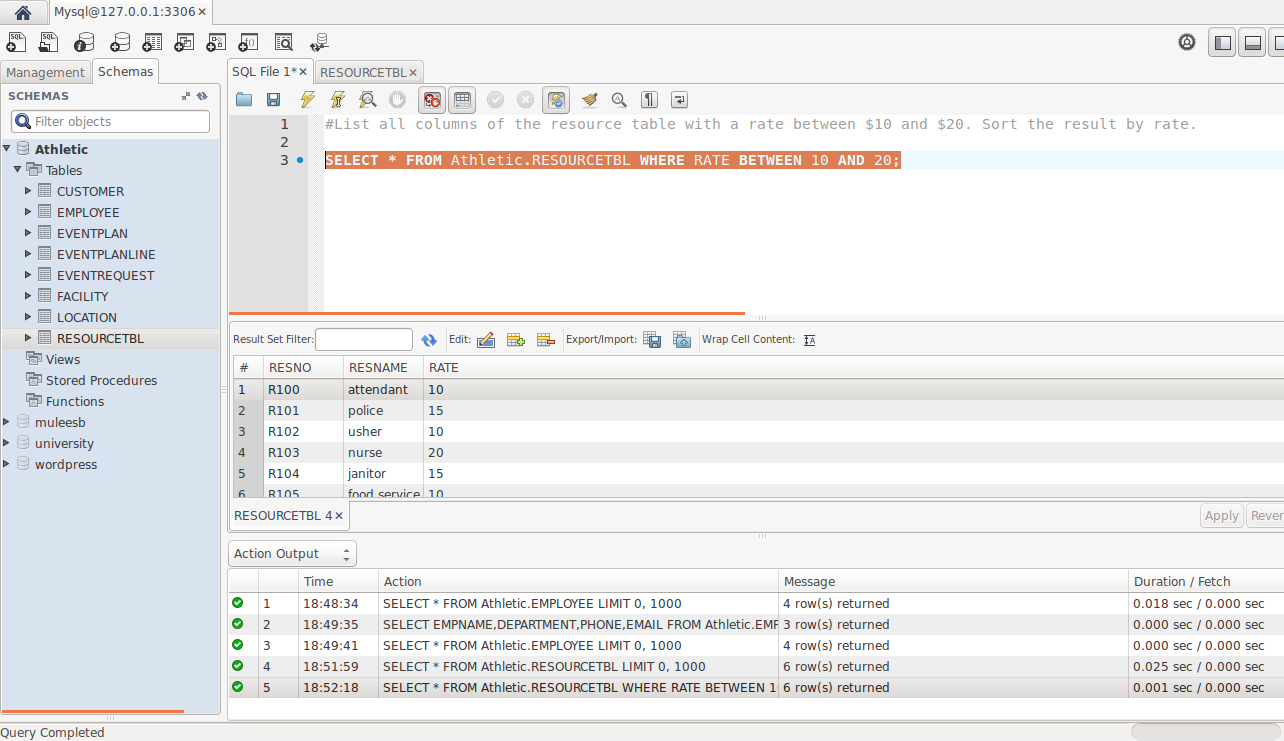 Mysql@127.0.0.1:3306
Management
Schemas
SCHEMAS
Filter objects
Athletic
Tables
CUSTOMER
EMPLOYEE
EVENTPLAN
EVENTPLANLINE
EVENTREQUEST
FACILITY
LOCATION
RESOURCETBL
Views
Stored Procedures
Functions
muleesb
university
wordpress
SQL File 1*
RESOURCETBL
1 #List all columns of the resource table with a rate between $10 and $20. Sort the result by rate.
2
3 SELECT * FROM Athletic.RESOURCETBL WHERE RATE BETWEEN 10 AND 20;
Result Set Filter: Edit: Export/Import: Wrap Cell Content:
# RESNO RESNAME RATE
1 R100 attendant 10
2 R101 police 15
3 R102 usher 10
4 R103 nurse 20
5 R104 janitor 15
6 R105 food service 10
RESOURCETBL 4
Apply Rever
Action Output
Time Action Message Duration / Fetch
1 18:48:34 SELECT * FROM Athletic.EMPLOYEE LIMIT 0, 1000 4 row(s) returned 0.018 sec / 0.000 sec
2 18:49:35 SELECT EMPNAME,DEPARTMENT,PHONE,EMAIL FROM Athletic.EMP 3 row(s) returned 0.000 sec / 0.000 sec
3 18:49:41 SELECT * FROM Athletic.EMPLOYEE LIMIT 0, 1000 4 row(s) returned 0.000 sec / 0.000 sec
4 18:51:59 SELECT * FROM Athletic.RESOURCETBL LIMIT 0, 1000 6 row(s) returned 0.025 sec / 0.000 sec
5 18:52:18 SELECT * FROM Athletic.RESOURCETBL WHERE RATE BETWEEN 1 6 row(s) returned 0.001 sec / 0.000 sec
Query Completed